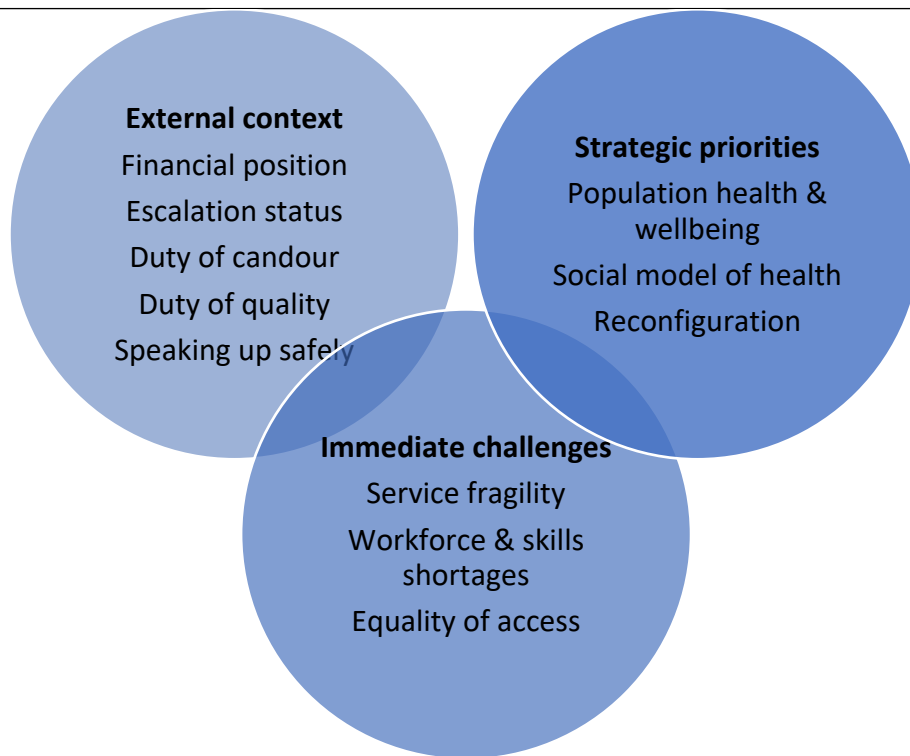 External context
Financial position
Escalation status
Duty of candour
Duty of quality
Speaking up safely
Strategic priorities
Population health &
wellbeing
Social model of health
Reconfiguration
Immediate challenges
Service fragility
Workforce & skills
shortages
Equality of access